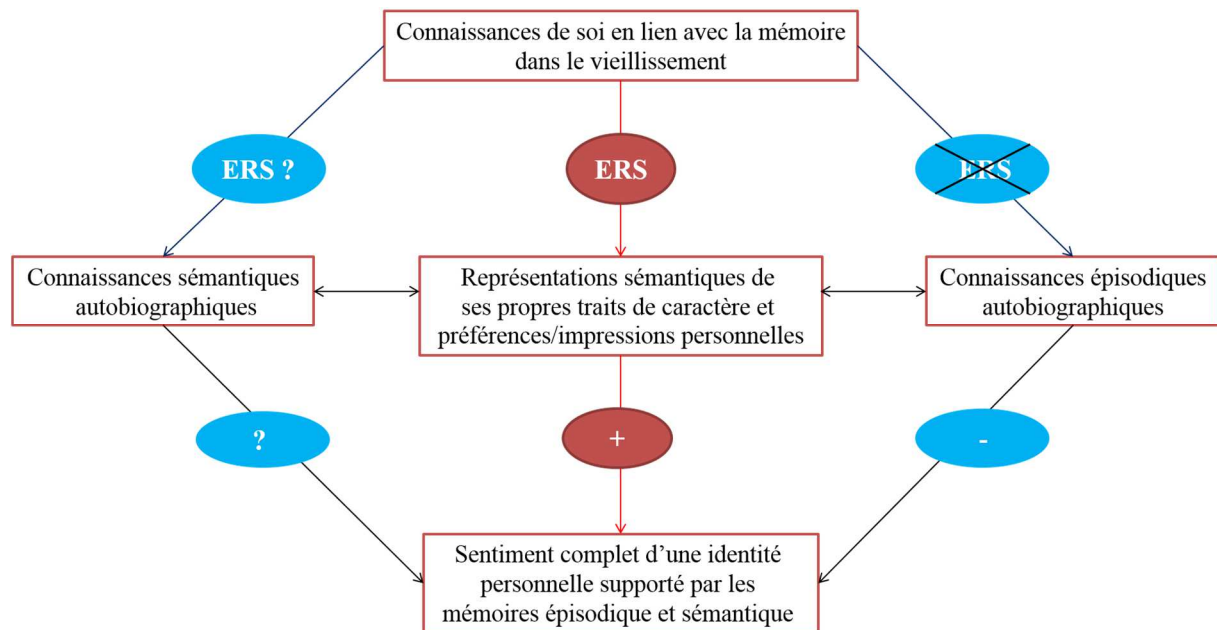 Connaissances de soi en lien avec la mémoire
dans le vieillissement
ERS ?
ERS
ERS
Connaissances sémantiques
autobiographiques
Représentations sémantiques de
ses propres traits de caractère et
préférences/impressions personnelles
Connaissances épisodiques
autobiographiques
?
+
-
Sentiment complet d’une identité
personnelle supporté par les
mémoires épisodique et sémantique